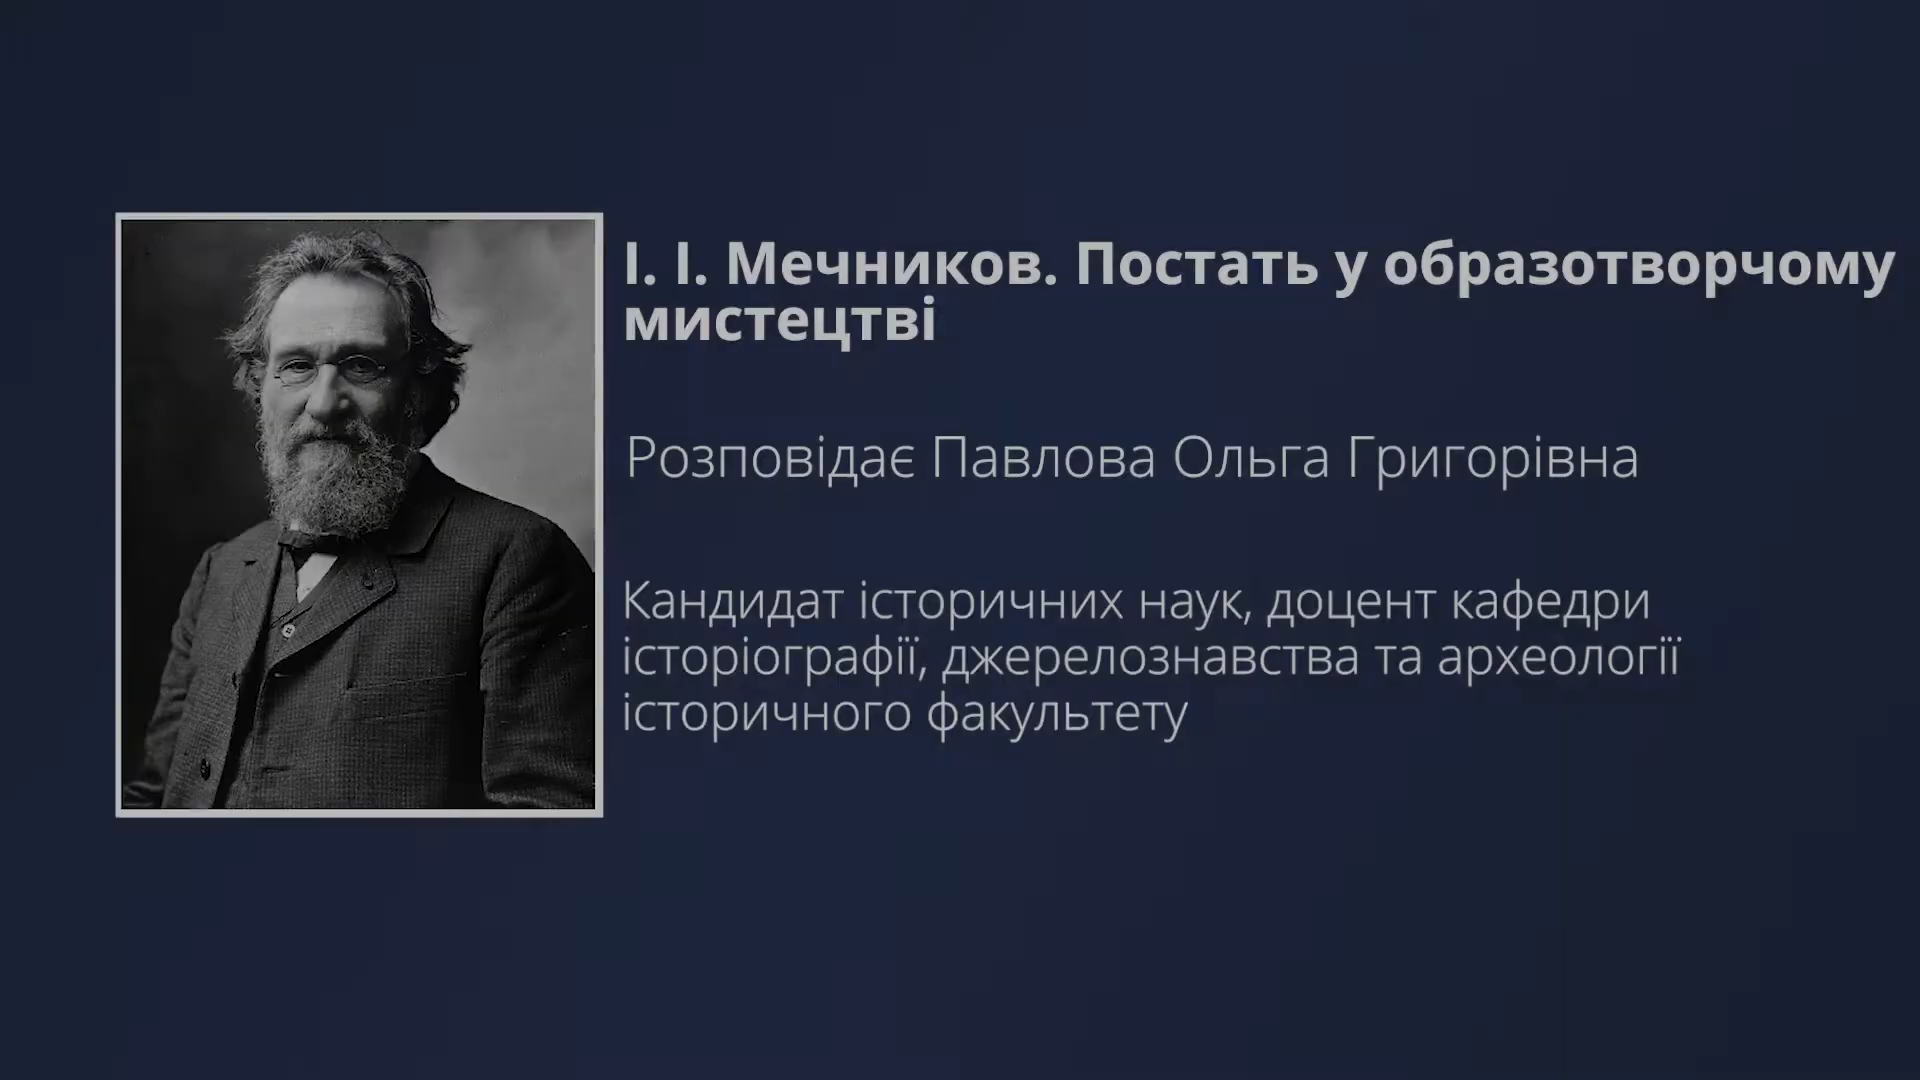 І. І. Мечников. Постать у образотворчому
мистецтві
Розповідає Павлова Ольга Григорівна
Кандидат історичних наук, доцент кафедри
історіографії, джерелознавства та археології
історичного факультету